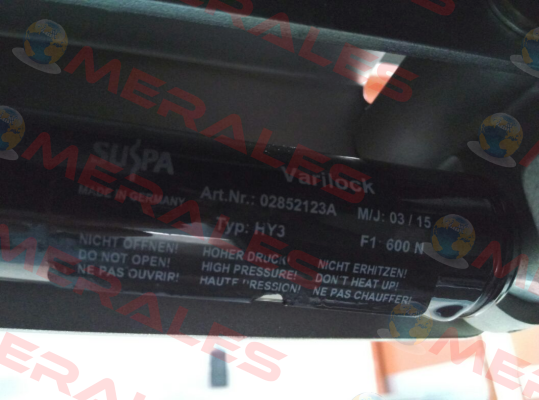 SUSPA
Varilock
MADE IN GERMANY
Art.Nr.: 02852123A
M/J: 03 / 15
Typ: HY3
F1 600 N
NICHT ÖFFNEN!
DO NOT OPEN!
NE PAS OUVRIR!
HOHER DRUCK!
HIGH PRESSURE!
HAUTE PRESSION!
NICHT ERHITZEN!
DON'T HEAT UP!
NE PAS CHAUFFER!
MERALES
MERALES
MERALES
MERALES